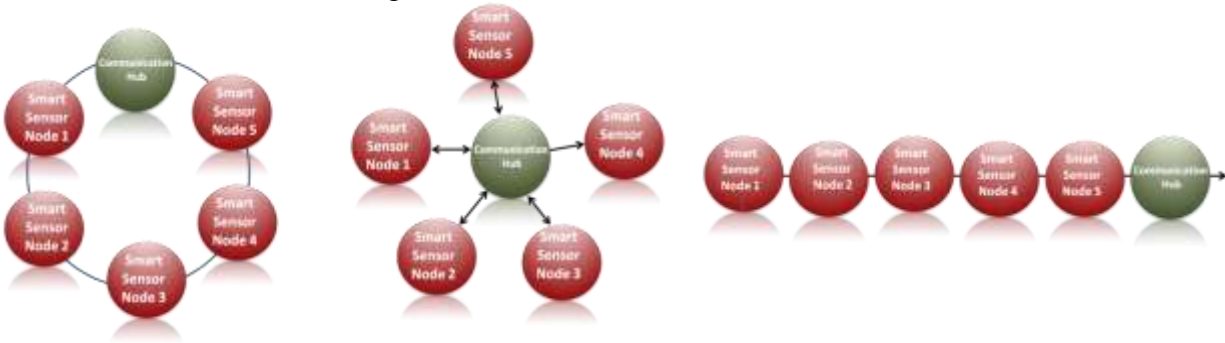 Communication
Hub
Smart
Sensor
Node 1
Smart
Sensor
Node 5
Smart
Sensor
Node 2
Smart
Sensor
Node 4
Smart
Sensor
Node 3
Smart
Sensor
Node 5
Smart
Sensor
Node 1
Communication
Hub
Smart
Sensor
Node 4
Smart
Sensor
Node 2
Smart
Sensor
Node 3
Smart
Sensor
Node 1
Smart
Sensor
Node 2
Smart
Sensor
Node 3
Smart
Sensor
Node 4
Smart
Sensor
Node 5
Communication
Hub